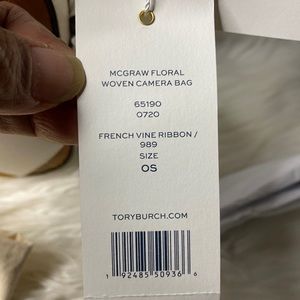 MCGRAW FLORAL
WOVEN CAMERA BAG
65190
0720
FRENCH VINE RIBBON /
989
SIZE
OS
TORYBURCH.COM
1 92485 50936 6